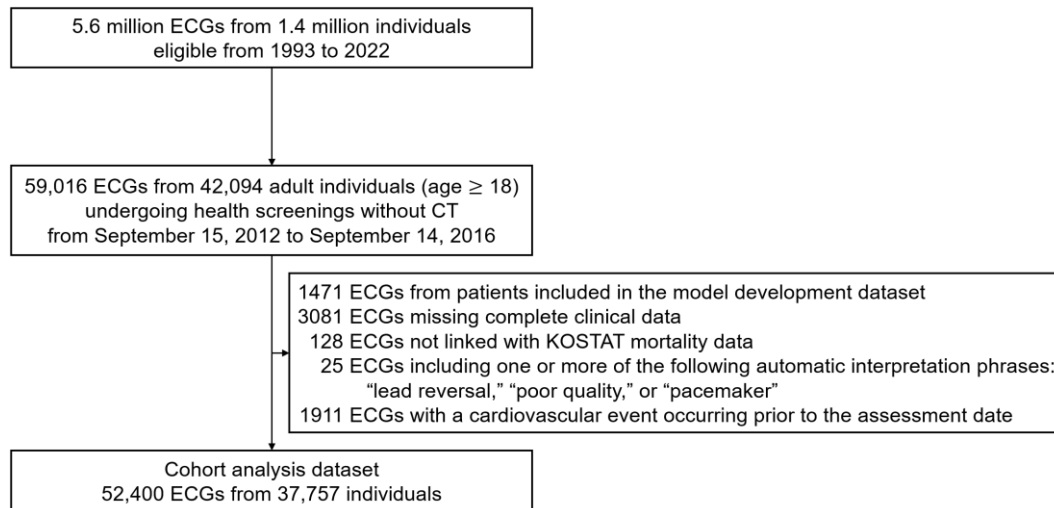 5.6 million ECGs from 1.4 million individuals
eligible from 1993 to 2022
59,016 ECGs from 42,094 adult individuals (age ≥ 18)
undergoing health screenings without CT
from September 15, 2012 to September 14, 2016
1471 ECGs from patients included in the model development dataset
3081 ECGs missing complete clinical data
128 ECGs not linked with KOSTAT mortality data
25 ECGs including one or more of the following automatic interpretation phrases:
“lead reversal,” “poor quality,” or “pacemaker”
1911 ECGs with a cardiovascular event occurring prior to the assessment date
Cohort analysis dataset
52,400 ECGs from 37,757 individuals